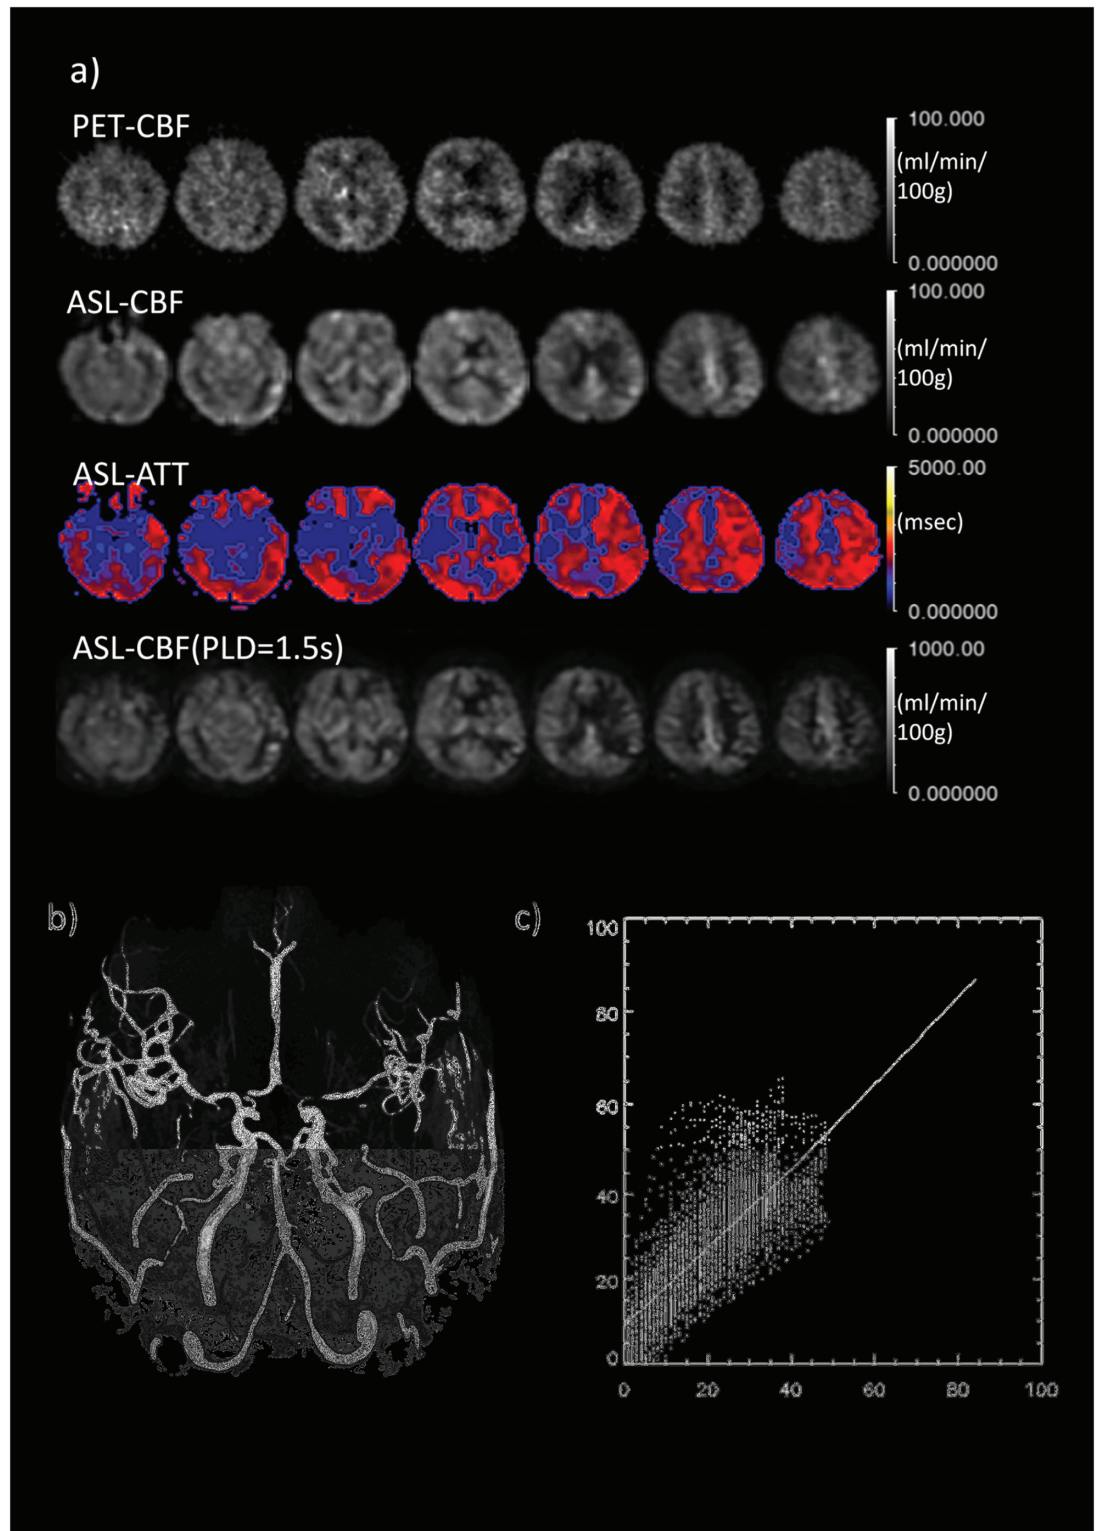 a)
PET-CBF
100.000
(ml/min/
100g)
0.000000
ASL-CBF
100.000
(ml/min/
100g)
0.000000
ASL-ATT
5000.00
(msec)
0.000000
ASL-CBF(PLD=1.5s)
1000.00
(ml/min/
100g)
0.000000
b)
c)
100
80
60
40
20
0
0 20 40 60 80 100